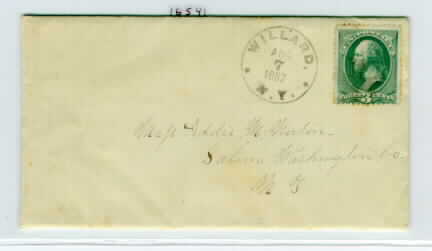 16541
WILLARD.
AUG
7
1882
N.Y.
Miss Addie M.
Salem Washington Co.
N Y